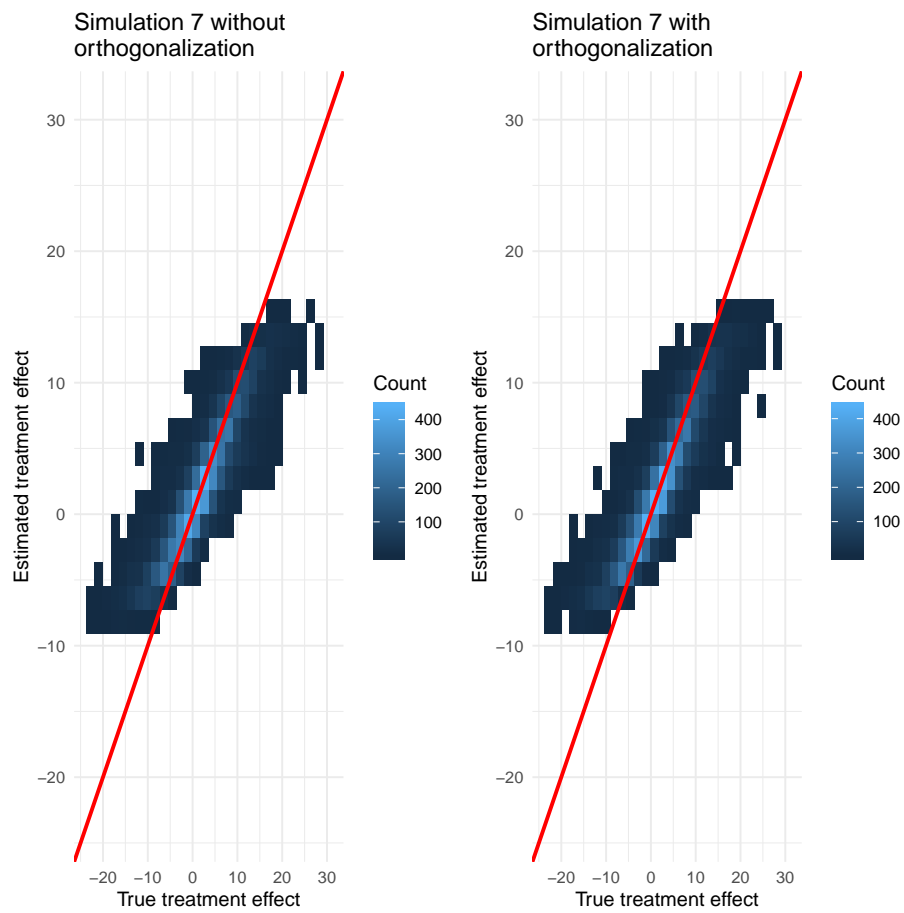 Simulation 7 without
orthogonalization
Estimated treatment effect
30
20
10
0
−10
−20
−20 −10 0 10 20 30
True treatment effect
Count
400
300
200
100
Simulation 7 with
orthogonalization
Estimated treatment effect
30
20
10
0
−10
−20
−20 −10 0 10 20 30
True treatment effect
Count
400
300
200
100